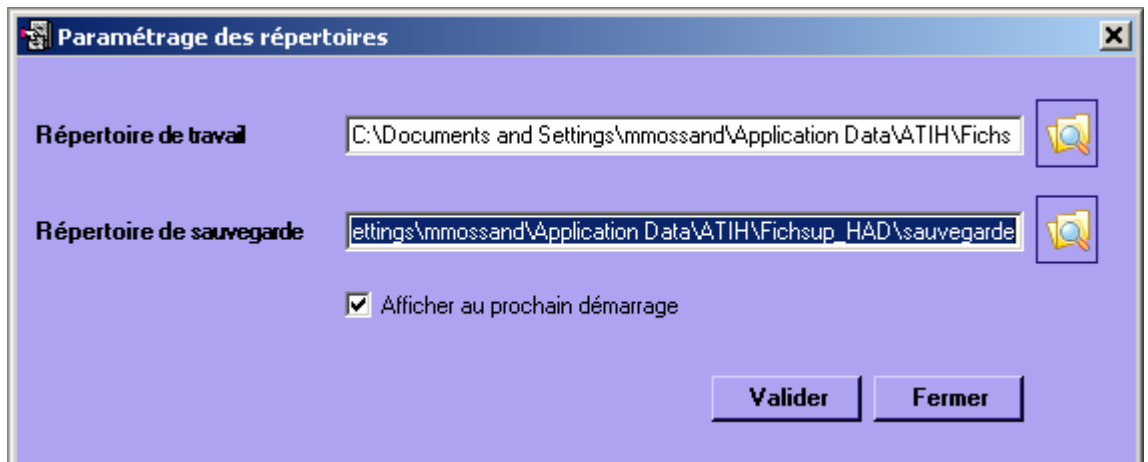 Paramétrage des répertoires
Répertoire de travail C:\Documents and Settings\mmossand\Application Data\ATIH\Fichs
Répertoire de sauvegarde ettings\mmossand\Application Data\ATIH\Fichsup_HAD\sauvegarde
Afficher au prochain démarrage
Valider Fermer